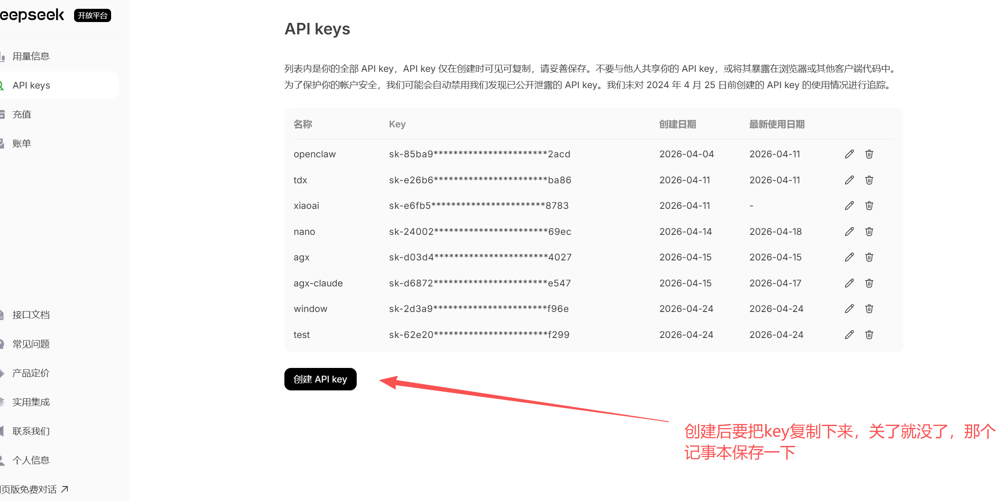 eepseek 开放平台
用量信息
API keys
充值
账单
接口文档
常见问题
产品定价
实用集成
联系我们
个人信息
页版免费对话
API keys
列表内是你的全部 API key，API key 仅在创建时可见可复制，请妥善保存。不要与他人共享你的 API key，或将其暴露在浏览器或其他客户端代码中。
为了保护你的帐户安全，我们可能会自动禁用我们发现已公开泄露的 API key。我们未对 2024 年 4 月 25 日前创建的 API key 的使用情况进行追踪。
名称 Key 创建日期 最新使用日期
openclaw sk-85ba9***********************2acd 2026-04-04 2026-04-11
tdx sk-e26b6***********************ba86 2026-04-11 2026-04-11
xiaoai sk-e6fb5***********************8783 2026-04-11 -
nano sk-24002***********************69ec 2026-04-14 2026-04-18
agx sk-d03d4***********************4027 2026-04-15 2026-04-15
agx-claude sk-d6872***********************e547 2026-04-15 2026-04-17
window sk-2d3a9***********************f96e 2026-04-24 2026-04-24
test sk-62e20***********************f299 2026-04-24 2026-04-24
创建 API key
创建后要把key复制下来，关了就没了，那个
记事本保存一下